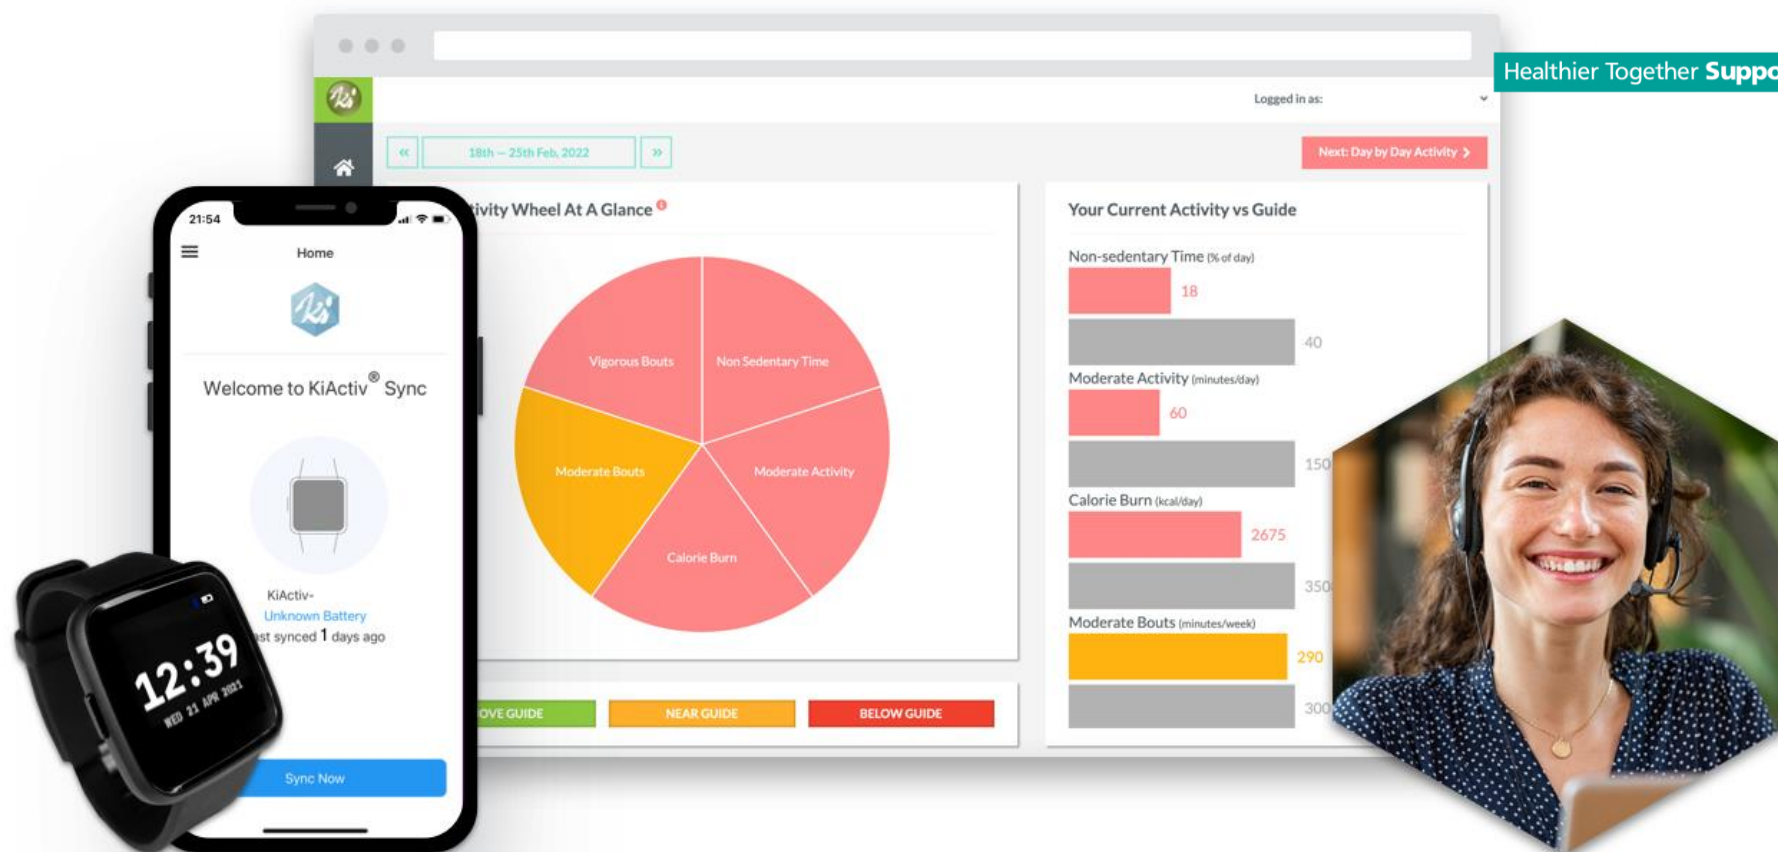 Healthier Together Suppo
Logged in as:
18th — 25th Feb, 2022
Next: Day by Day Activity
ivity Wheel At A Glance
Vigorous Bouts
Non Sedentary Time
Moderate Bouts
Moderate Activity
Calorie Burn
OVE GUIDE
NEAR GUIDE
BELOW GUIDE
Your Current Activity vs Guide
Non-sedentary Time (% of day)
18
40
Moderate Activity (minutes/day)
60
150
Calorie Burn (kcal/day)
2675
350
Moderate Bouts (minutes/week)
290
300
21:54
Home
Ki
Welcome to KiActiv® Sync
KiActiv-
Unknown Battery
ast synced 1 days ago
Sync Now
12:39
WED 21 APR 2021